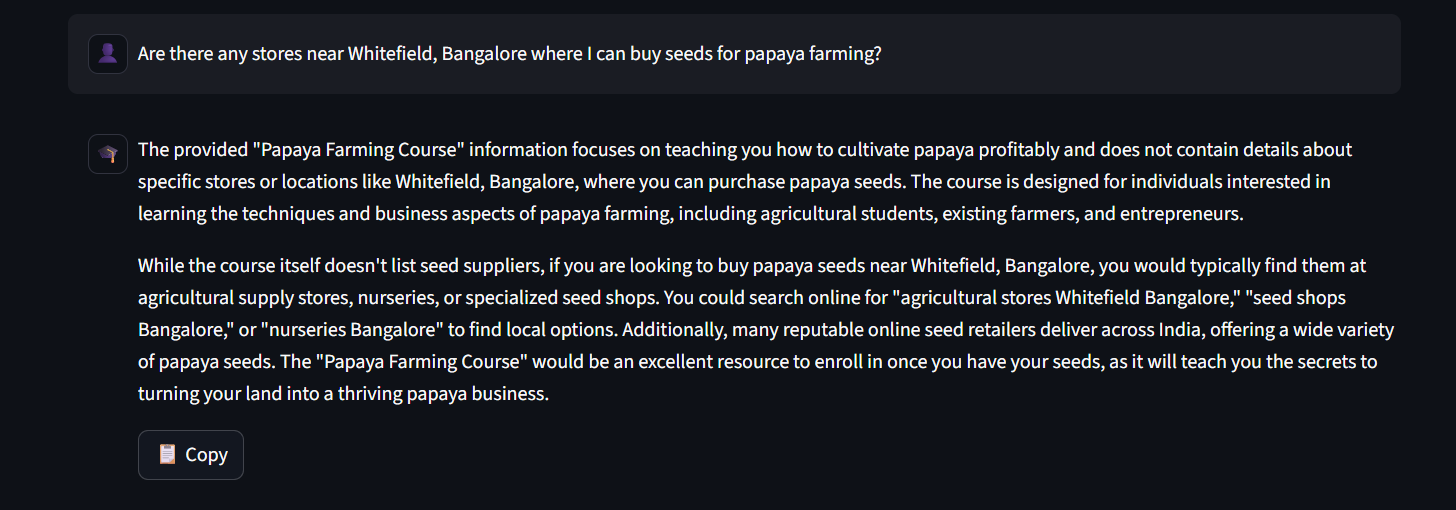 Are there any stores near Whitefield, Bangalore where I can buy seeds for papaya farming?
The provided "Papaya Farming Course" information focuses on teaching you how to cultivate papaya profitably and does not contain details about
specific stores or locations like Whitefield, Bangalore, where you can purchase papaya seeds. The course is designed for individuals interested in
learning the techniques and business aspects of papaya farming, including agricultural students, existing farmers, and entrepreneurs.
While the course itself doesn't list seed suppliers, if you are looking to buy papaya seeds near Whitefield, Bangalore, you would typically find them at
agricultural supply stores, nurseries, or specialized seed shops. You could search online for "agricultural stores Whitefield Bangalore," "seed shops
Bangalore," or "nurseries Bangalore" to find local options. Additionally, many reputable online seed retailers deliver across India, offering a wide variety
of papaya seeds. The "Papaya Farming Course" would be an excellent resource to enroll in once you have your seeds, as it will teach you the secrets to
turning your land into a thriving papaya business.
Copy